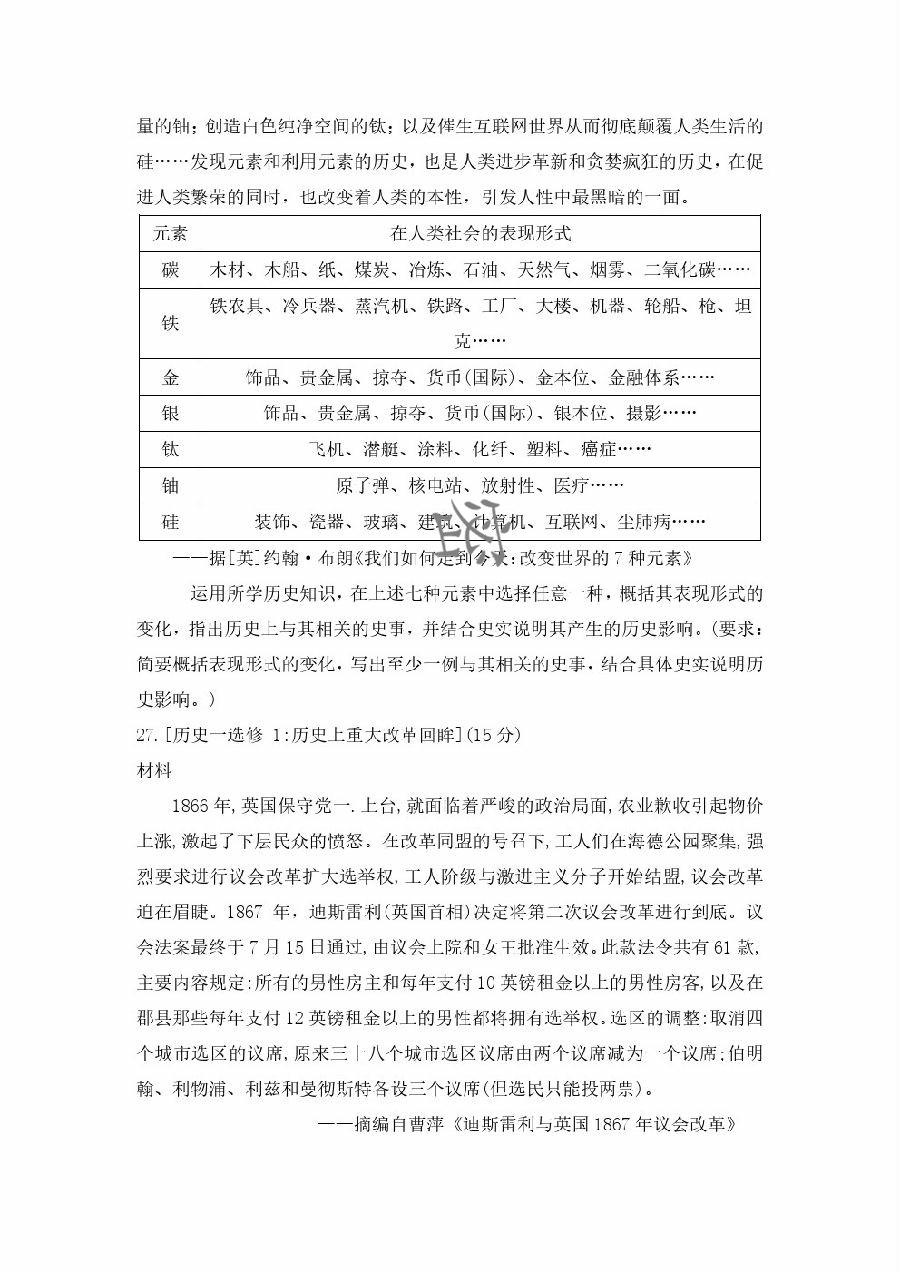 量的铀；创造白色纯净空间的钛；以及催生互联网世界从而彻底颠覆人类生活的
硅……发现元素和利用元素的历史，也是人类进步革新和贪婪疯狂的历史，在促
进人类繁荣的同时，也改变着人类的本性，引发人性中最黑暗的一面。
元素 在人类社会的表现形式
碳 木材、木船、纸、煤炭、冶炼、石油、天然气、烟雾、二氧化碳……
铁 铁农具、冷兵器、蒸汽机、铁路、工厂、大楼、机器、轮船、枪、坦
克……
金 饰品、贵金属、掠夺、货币(国际)、金本位、金融体系……
银 饰品、贵金属、掠夺、货币(国际)、银本位、摄影……
钛 飞机、潜艇、涂料、化纤、塑料、癌症……
铀 原子弹、核电站、放射性、医疗……
硅 装饰、瓷器、玻璃、建筑、计算机、互联网、尘肺病……
——据[英]约翰·布朗《我们如何走到今天:改变世界的7种元素》
运用所学历史知识，在上述七种元素中选择任意一种，概括其表现形式的
变化，指出历史上与其相关的史事，并结合史实说明其产生的历史影响。(要求：
简要概括表现形式的变化，写出至少一例与其相关的史事，结合具体史实说明历
史影响。)
27.[历史一选修 1:历史上重大改革回眸](15分)
材料
1866年,英国保守党一.上台,就面临着严峻的政治局面,农业歉收引起物价
上涨,激起了下层民众的愤怒。在改革同盟的号召下,工人们在海德公园聚集,强
烈要求进行议会改革扩大选举权,工人阶级与激进主义分子开始结盟,议会改革
迫在眉睫。1867 年，迪斯雷利(英国首相)决定将第二次议会改革进行到底。议
会法案最终于7月15日通过,由议会上院和女王批准生效。此款法令共有61款,
主要内容规定:所有的男性房主和每年支付10英镑租金以上的男性房客,以及在
郡县那些每年支付12英镑租金以上的男性都将拥有选举权。选区的调整:取消四
个城市选区的议席,原来三十八个城市选区议席由两个议席减为一个议席;伯明
翰、利物浦、利兹和曼彻斯特各设三个议席(但选民只能投两票)。
——摘编自曹萍《迪斯雷利与英国1867年议会改革》